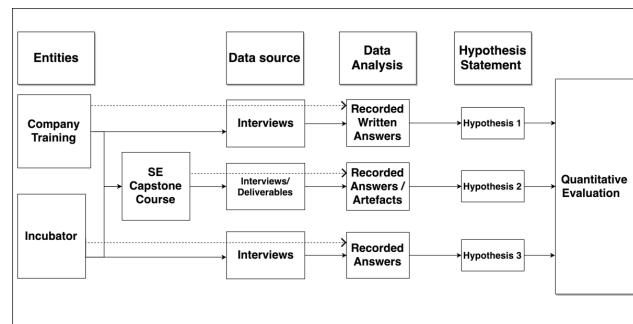 Entities
Data source
Data
Analysis
Hypothesis
Statement
Company
Training
Interviews
Recorded
Written
Answers
Hypothesis 1
SE
Capstone
Course
Interviews/
Deliverables
Recorded
Answers /
Artefacts
Hypothesis 2
Quantitative
Evaluation
Incubator
Interviews
Recorded
Answers
Hypothesis 3